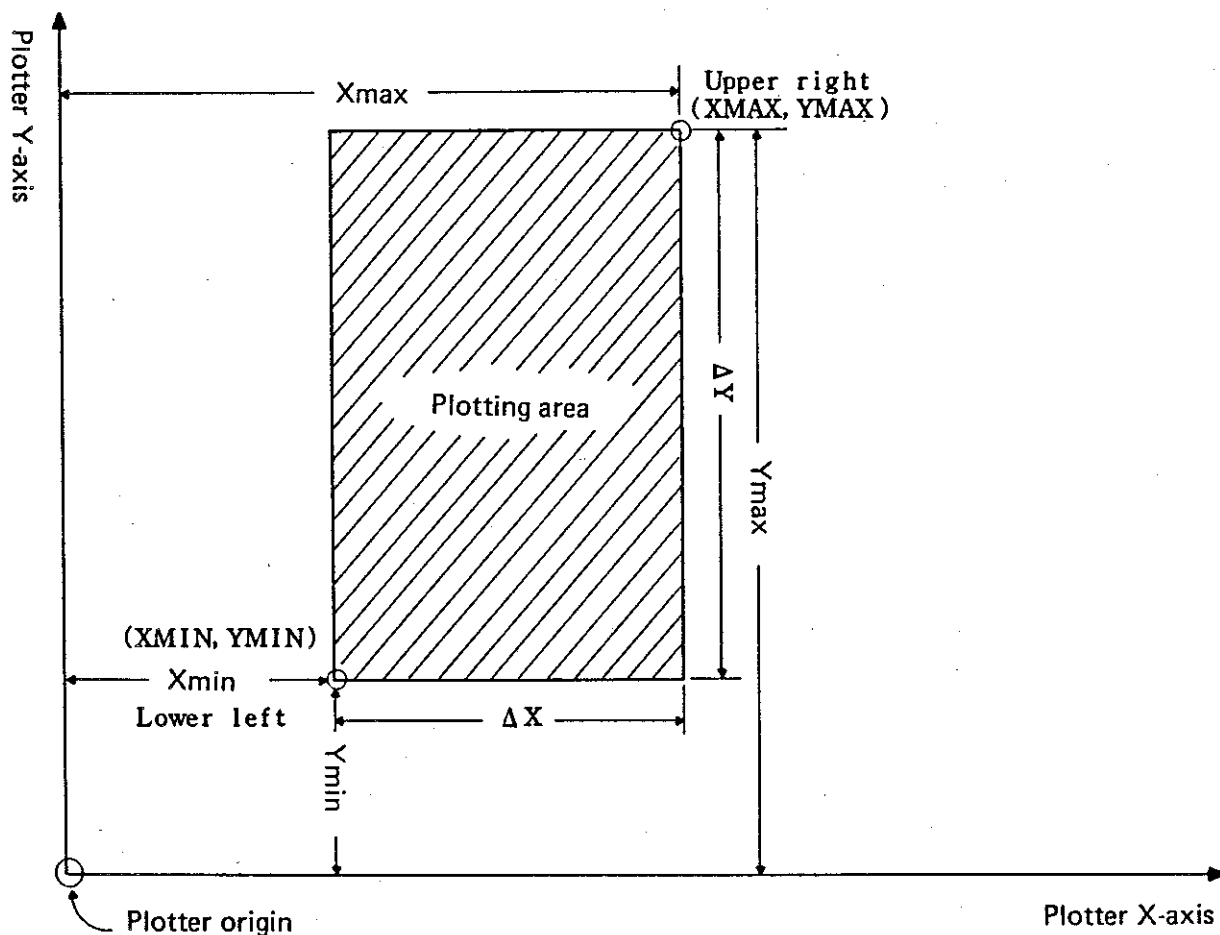 Plotter Y-axis
Xmax
Upper right
(XMAX, YMAX)
Plotting area
ΔY
Ymax
(XMIN, YMIN)
Xmin
Lower left
ΔX
Ymin
Plotter origin
Plotter X-axis